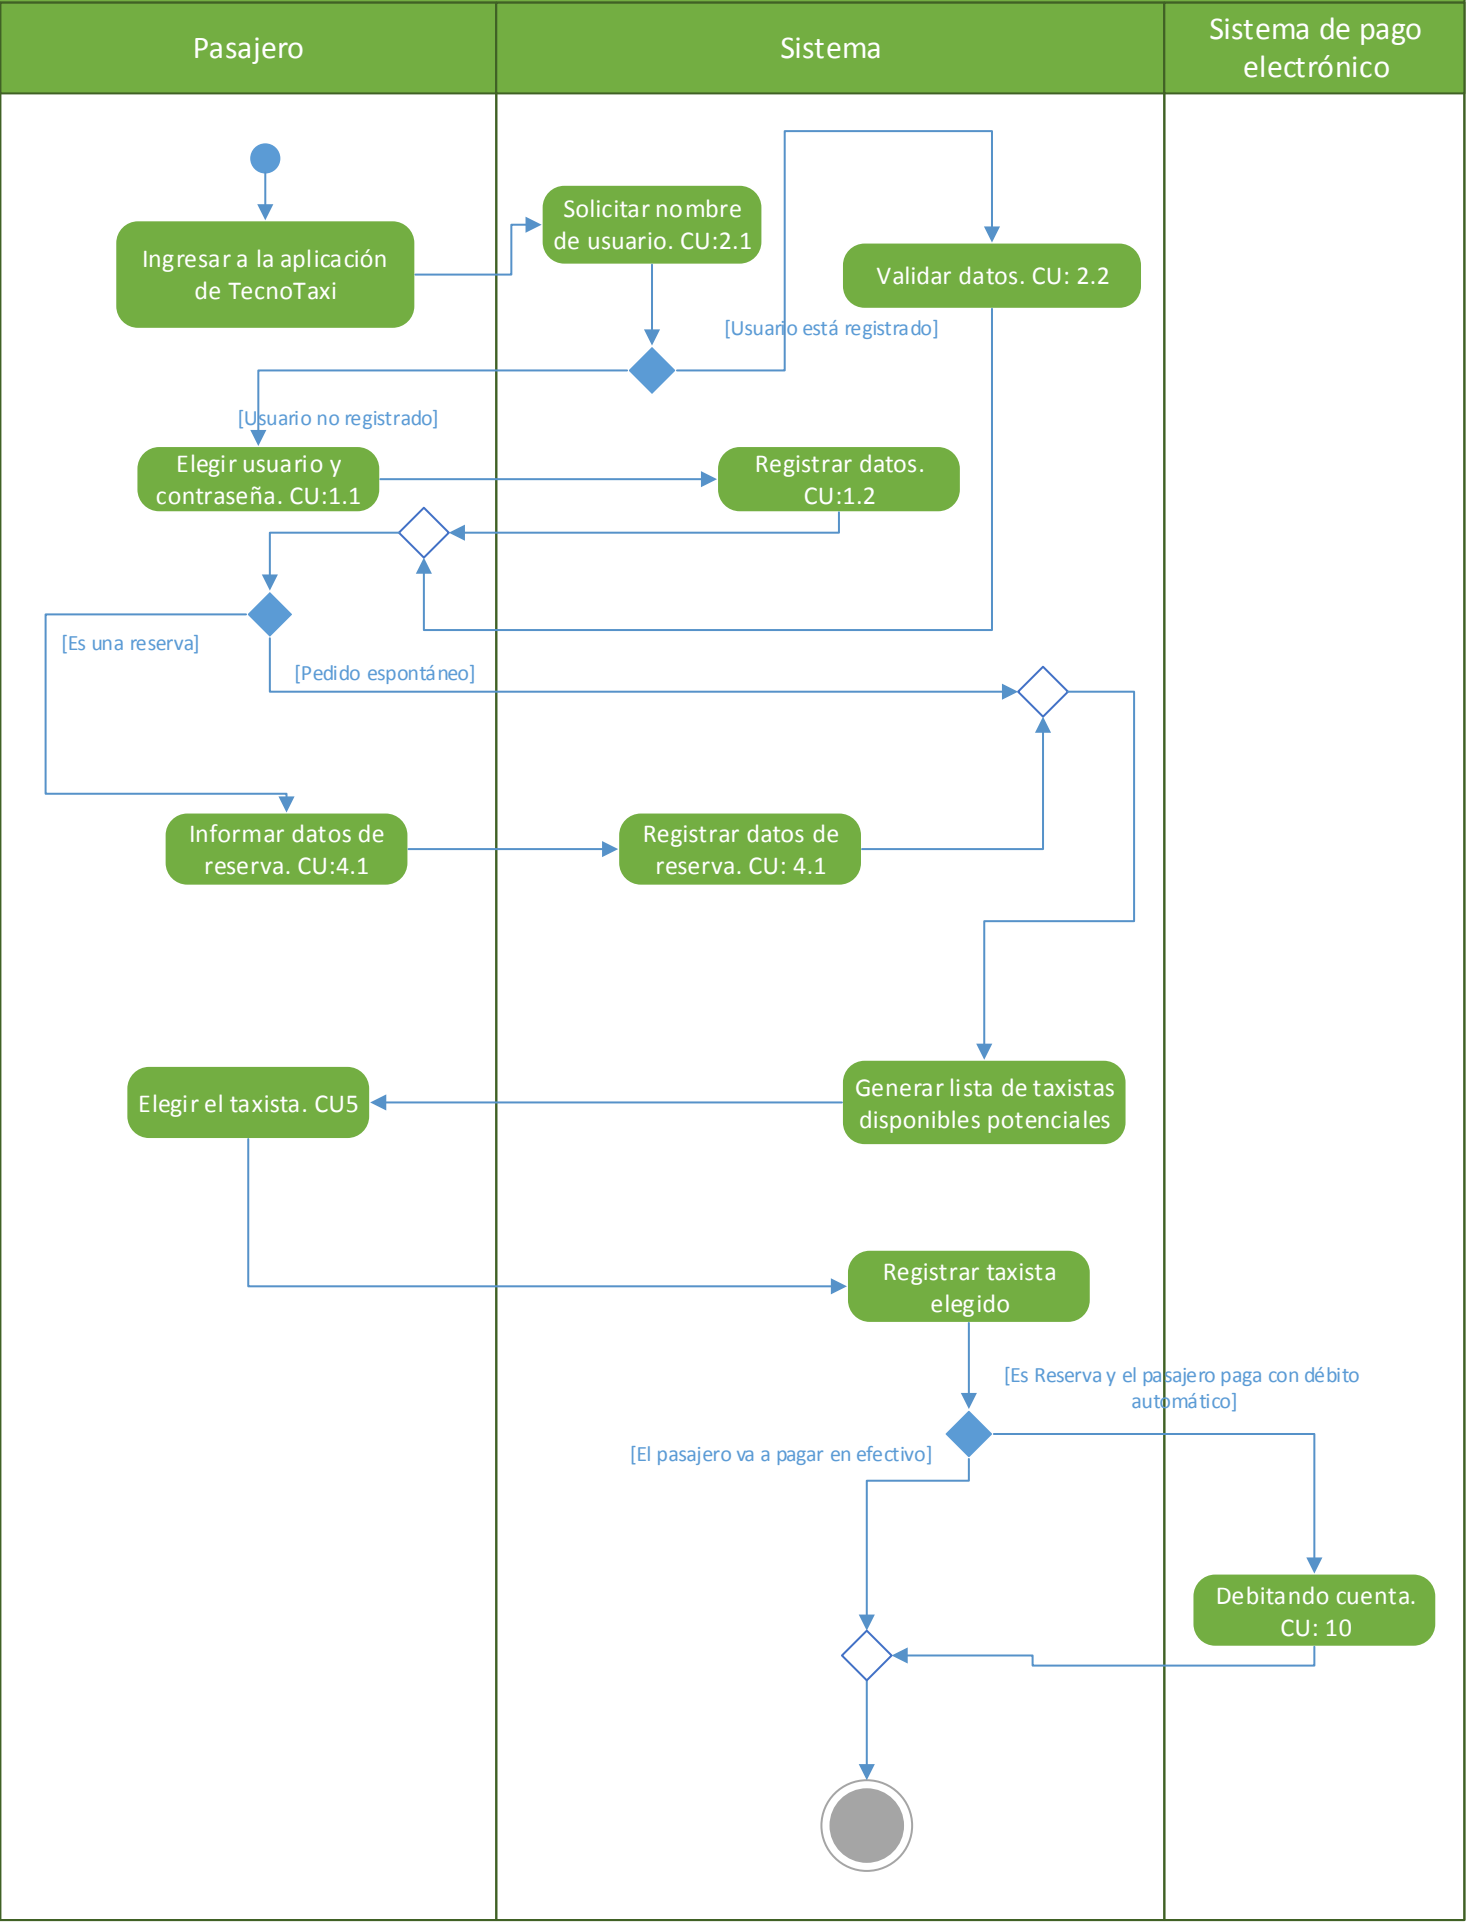 Pasajero
Sistema
Sistema de pago
electrónico
Ingresar a la aplicación
de TecnoTaxi
Solicitar nombre
de usuario. CU:2.1
Validar datos. CU: 2.2
[Usuario está registrado]
[Usuario no registrado]
Elegir usuario y
contraseña. CU:1.1
Registrar datos.
CU:1.2
[Es una reserva]
[Pedido espontáneo]
Informar datos de
reserva. CU:4.1
Registrar datos de
reserva. CU: 4.1
Elegir el taxista. CU5
Generar lista de taxistas
disponibles potenciales
Registrar taxista
elegido
[Es Reserva y el pasajero paga con débito
automático]
[El pasajero va a pagar en efectivo]
Debitando cuenta.
CU: 10